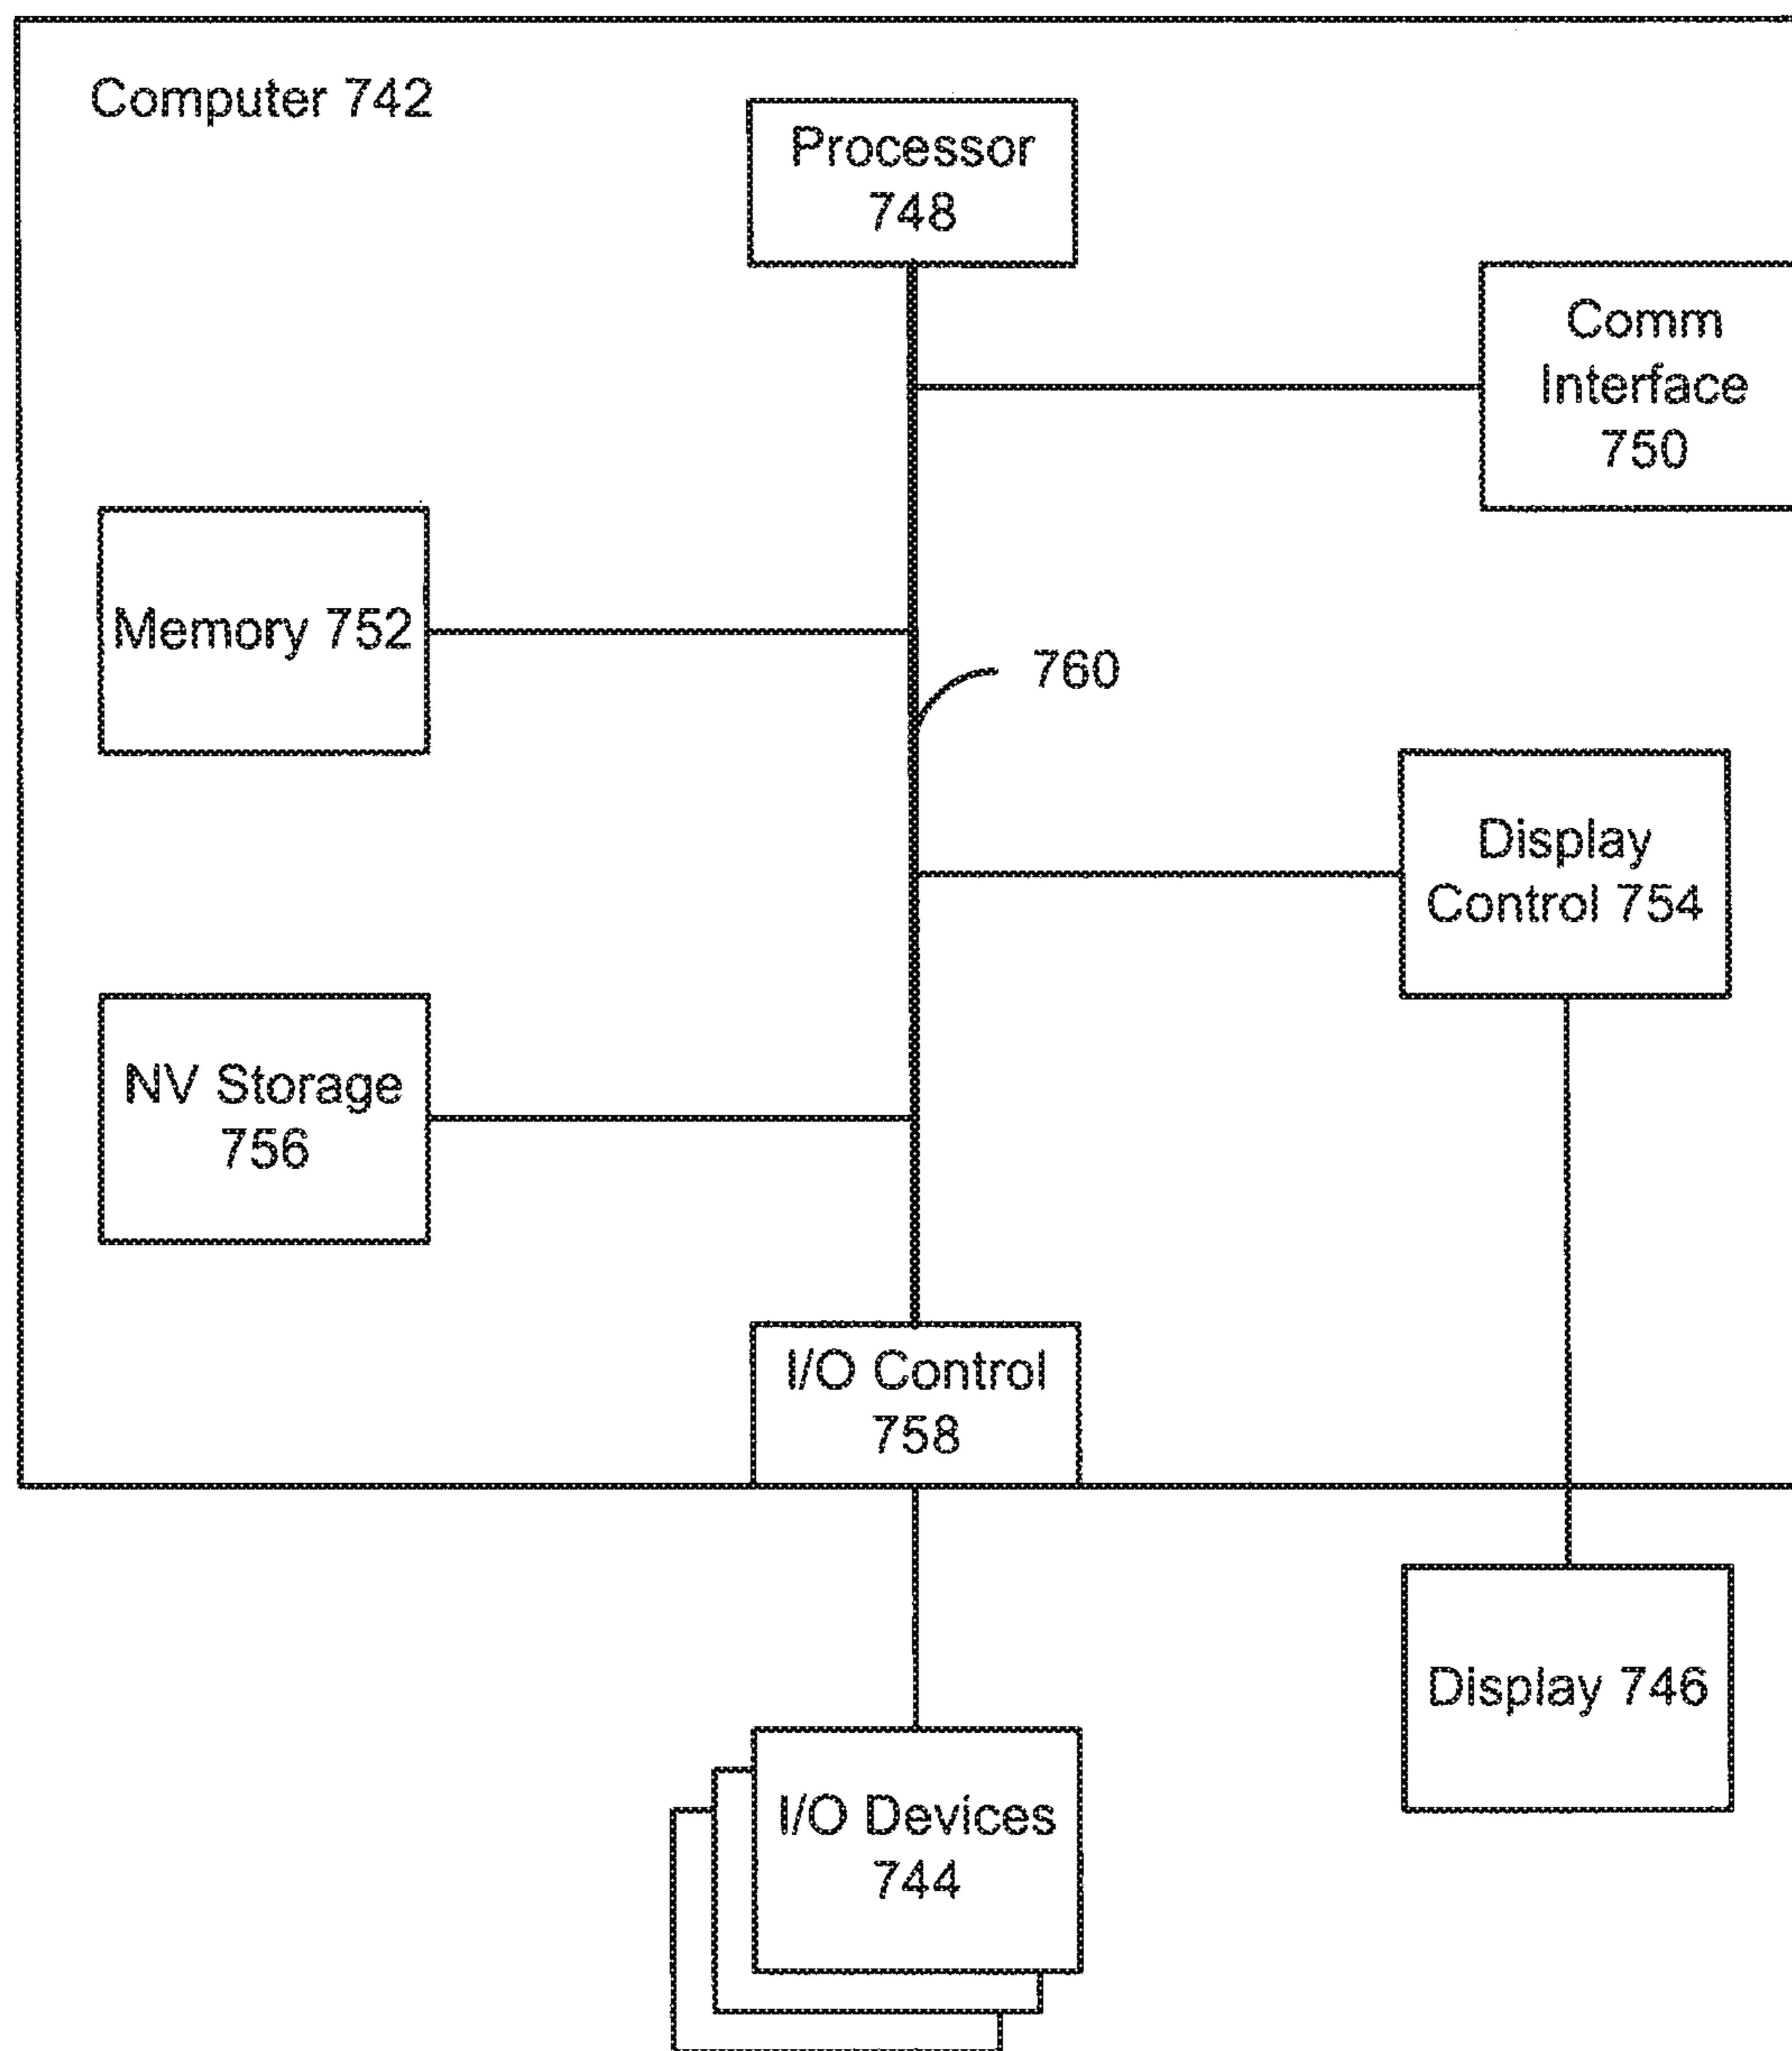 Computer 742
Processor
748
Comm
Interface
750
Memory 752
760
Display
Control 754
NV Storage
756
I/O Control
758
Display 746
I/O Devices
744